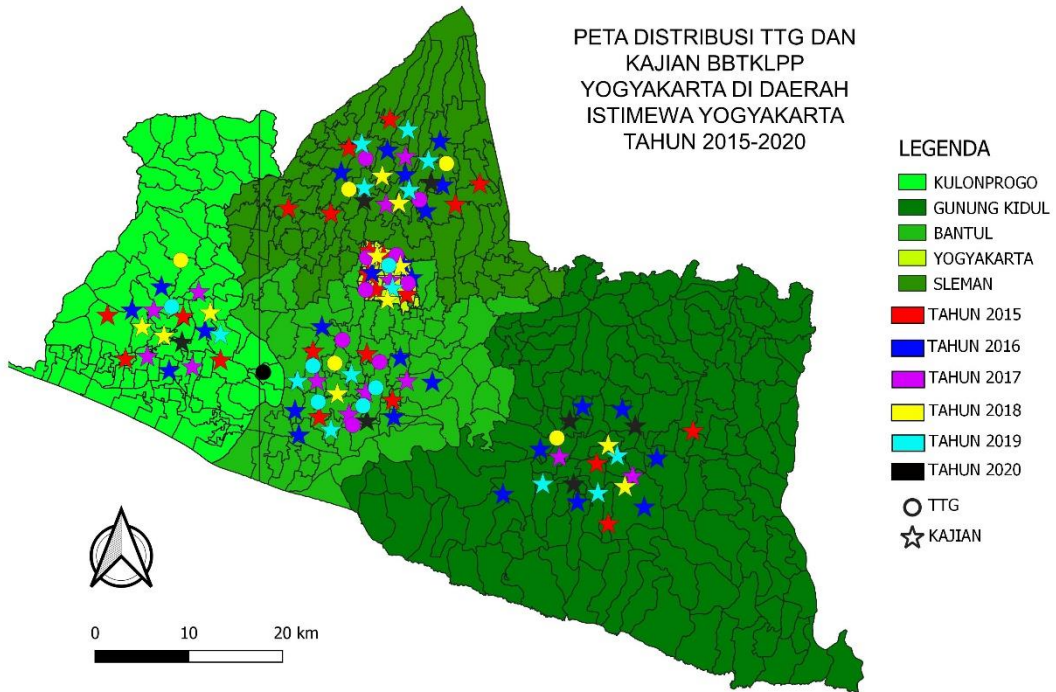 PETA DISTRIBUSI TTG DAN
KAJIAN BBTKLPP
YOGYAKARTA DI DAERAH
ISTIMEWA YOGYAKARTA
TAHUN 2015-2020
LEGENDA
KULONPROGO
GUNUNG KIDUL
BANTUL
YOGYAKARTA
SLEMAN
TAHUN 2015
TAHUN 2016
TAHUN 2017
TAHUN 2018
TAHUN 2019
TAHUN 2020
TTG
KAJIAN
0 10 20 km